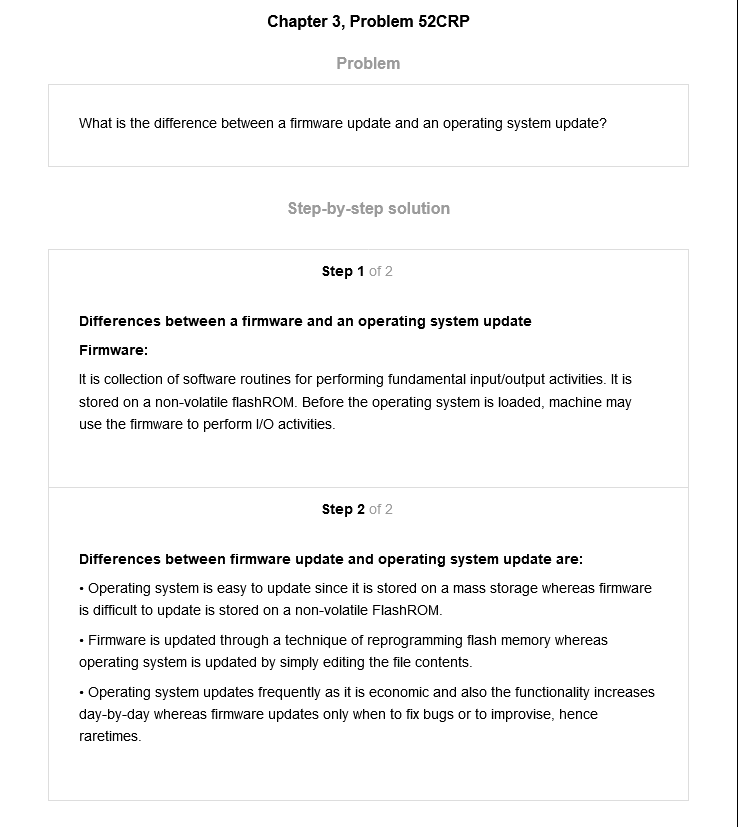 Chapter 3, Problem 52CRP
Problem
What is the difference between a firmware update and an operating system update?
Step-by-step solution
Step 1 of 2
Differences between a firmware and an operating system update
Firmware:
It is collection of software routines for performing fundamental input/output activities. It is
stored on a non-volatile flashROM. Before the operating system is loaded, machine may
use the firmware to perform I/O activities.
Step 2 of 2
Differences between firmware update and operating system update are:
• Operating system is easy to update since it is stored on a mass storage whereas firmware
is difficult to update is stored on a non-volatile FlashROM.
• Firmware is updated through a technique of reprogramming flash memory whereas
operating system is updated by simply editing the file contents.
• Operating system updates frequently as it is economic and also the functionality increases
day-by-day whereas firmware updates only when to fix bugs or to improvise, hence
raretimes.